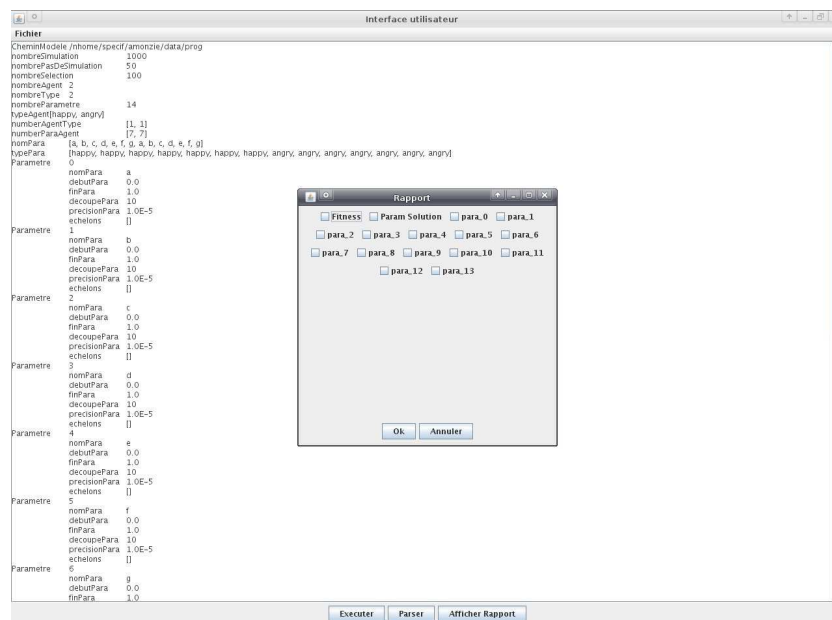 Interface utilisateur
Fichier
CheminModele /nhome/specif/amonzie/data/prog
nombreSimulation 1000
nombrePasDeSimulation 50
nombreSelection 100
nombreAgent 2
nombreType 2
nombreParametre 14
typeAgent[happy, angry]
numberAgentType [1, 1]
numberParaAgent [7, 7]
nomPara [a, b, c, d, e, f, g, a, b, c, d, e, f, g]
typePara [happy, happy, happy, happy, happy, happy, happy, angry, angry, angry, angry, angry, angry, angry]
Parametre 0
nomPara a
debutPara 0.0
finPara 1.0
decoupePara 10
precisionPara 1.0E-5
echelons []
Parametre 1
nomPara b
debutPara 0.0
finPara 1.0
decoupePara 10
precisionPara 1.0E-5
echelons []
Parametre 2
nomPara c
debutPara 0.0
finPara 1.0
decoupePara 10
precisionPara 1.0E-5
echelons []
Parametre 3
nomPara d
debutPara 0.0
finPara 1.0
decoupePara 10
precisionPara 1.0E-5
echelons []
Parametre 4
nomPara e
debutPara 0.0
finPara 1.0
decoupePara 10
precisionPara 1.0E-5
echelons []
Parametre 5
nomPara f
debutPara 0.0
finPara 1.0
decoupePara 10
precisionPara 1.0E-5
echelons []
Parametre 6
nomPara g
debutPara 0.0
finPara 1.0
Rapport
Fitness Param Solution para_0 para_1
para_2 para_3 para_4 para_5 para_6
para_7 para_8 para_9 para_10 para_11
para_12 para_13
Ok Annuler
Executer Parser Afficher Rapport